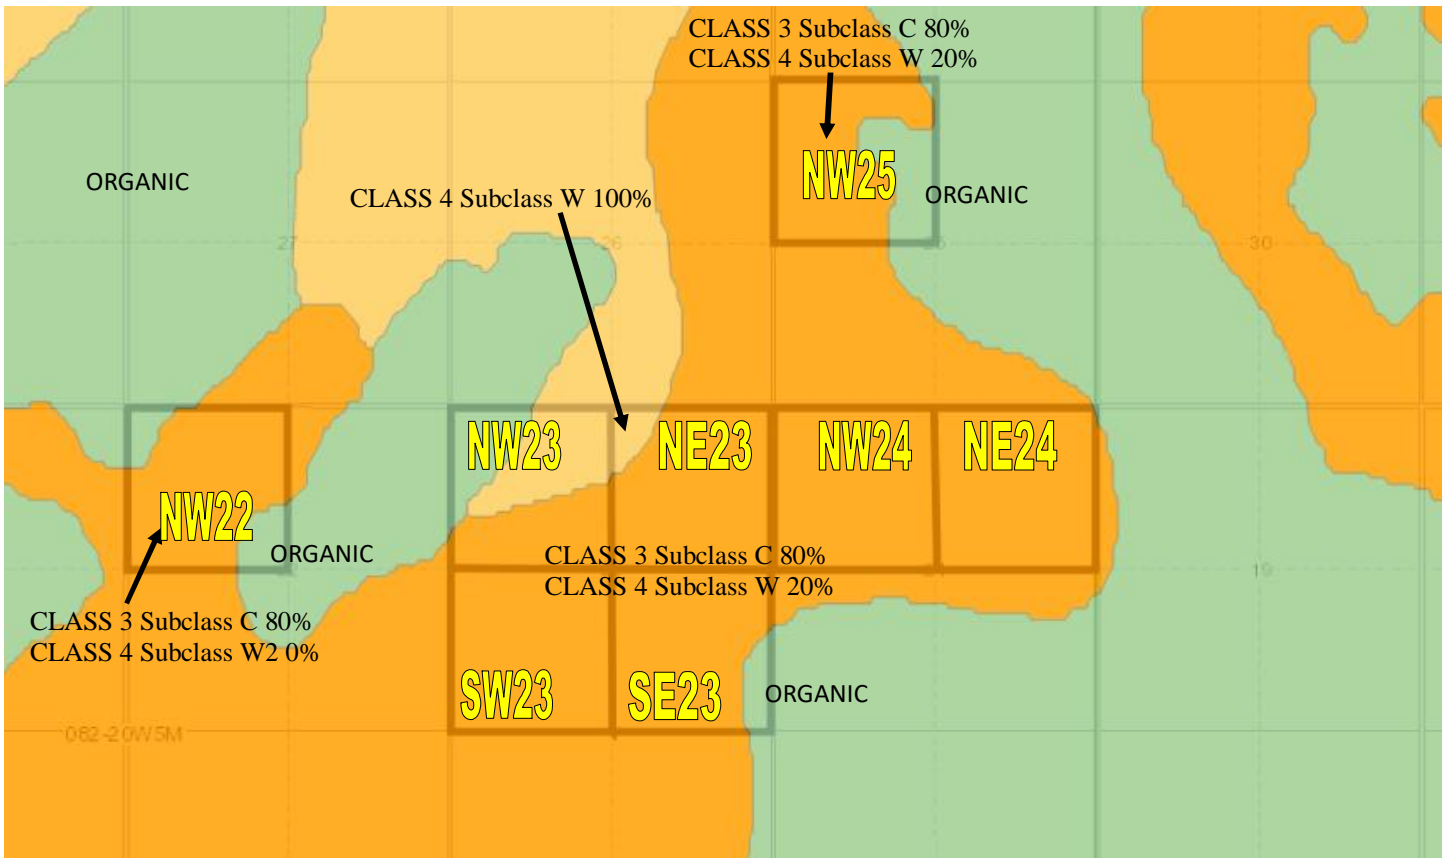 CLASS 3 Subclass C 80%
CLASS 4 Subclass W 20%
NW25
ORGANIC
ORGANIC
CLASS 4 Subclass W 100%
27
26
30
NW23
NE23
NW24
NE24
NW22
ORGANIC
CLASS 3 Subclass C 80%
CLASS 4 Subclass W 20%
19
CLASS 3 Subclass C 80%
CLASS 4 Subclass W2 0%
SW23
SE23
ORGANIC
082-20W5M